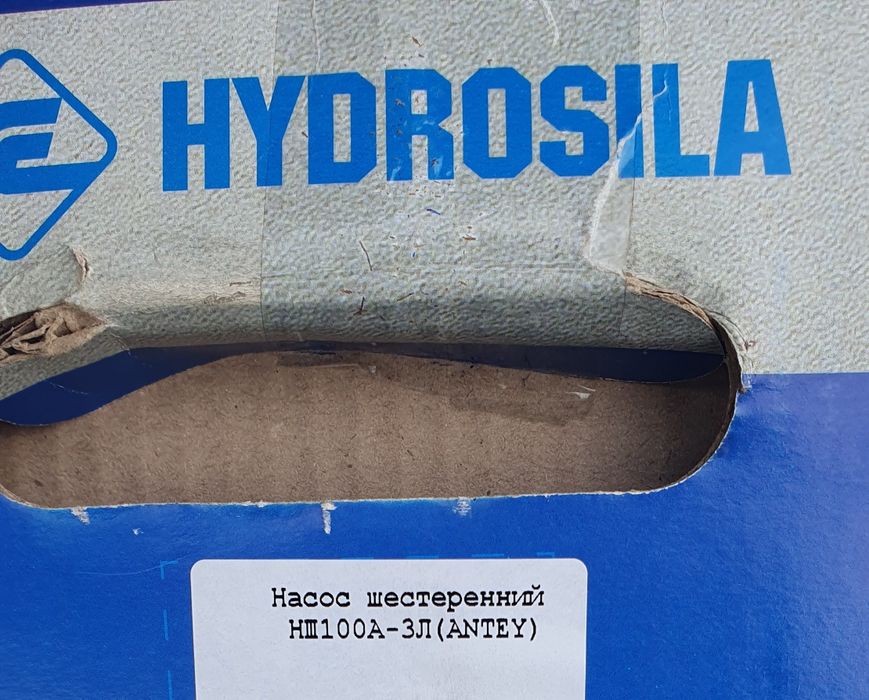 HYDROSILA
Насос шестеренний
НШ100А-3Л(ANTEY)